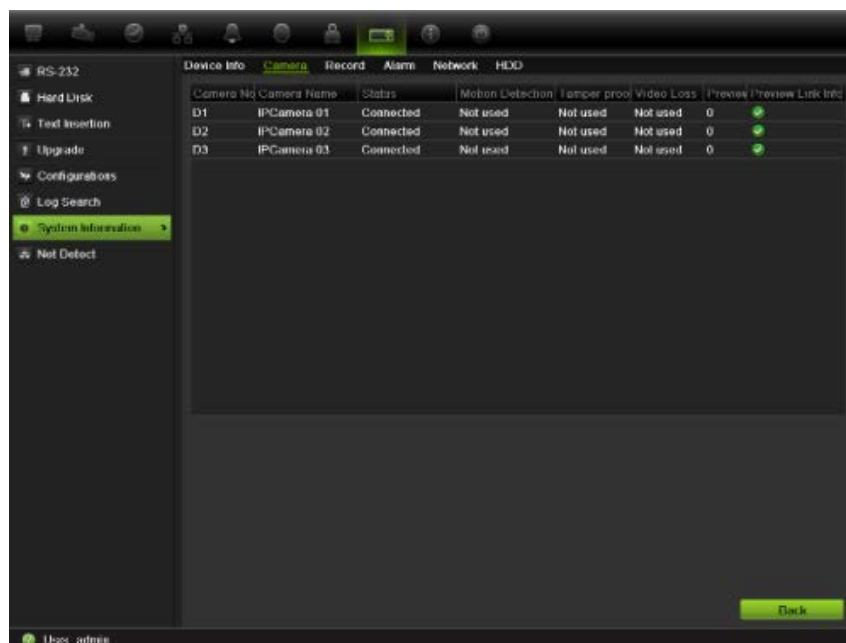 Device Info Camera Record Alarm Network HDD
RS-232
Hard Disk
Text Insertion
Upgrade
Configurations
Log Search
System Information
Net Detect
Camera No Camera Name Status Motion Detection Tamper proo Video Loss Preview Preview Link Info
D1 IPCamera 01 Connected Not used Not used Not used 0
D2 IPCamera 02 Connected Not used Not used Not used 0
D3 IPCamera 03 Connected Not used Not used Not used 0
Back
User: admin